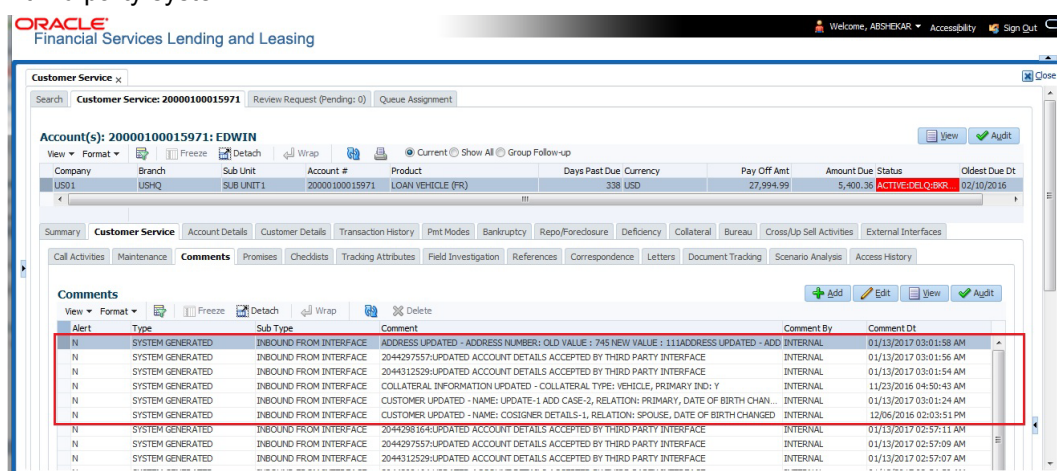 ORACLE
Financial Services Lending and Leasing
Welcome, ABSHEKAR Accessibility Sign Out
Customer Service x
Close
Search Customer Service: 20000100015971 Review Request (Pending: 0) Queue Assignment
Account(s): 20000100015971: EDWIN
View Audit
View Format Freeze Detach Wrap Current Show All Group Follow-up
Company Branch Sub Unit Account # Product Days Past Due Currency Pay Off Amt Amount Due Status Oldest Due Dt
US01 USHQ SUB UNIT1 20000100015971 LOAN VEHICLE (FR) 338 USD 27,994.99 5,400.36 ACTIVE:DELQ:BKR... 02/10/2016
Summary Customer Service Account Details Customer Details Transaction History Pmt Modes Bankruptcy Repo/Foreclosure Deficiency Collateral Bureau Cross/Up Sell Activities External Interfaces
Call Activities Maintenance Comments Promises Checklists Tracking Attributes Field Investigation References Correspondence Letters Document Tracking Scenario Analysis Access History
Comments
Add Edit View Audit
View Format Freeze Detach Wrap Delete
Alert Type Sub Type Comment Comment By Comment Dt
N SYSTEM GENERATED INBOUND FROM INTERFACE ADDRESS UPDATED - ADDRESS NUMBER: OLD VALUE : 745 NEW VALUE : 111ADDRESS UPDATED - ADD INTERNAL 01/13/2017 03:01:58 AM
N SYSTEM GENERATED INBOUND FROM INTERFACE 2044297557:UPDATED ACCOUNT DETAILS ACCEPTED BY THIRD PARTY INTERFACE INTERNAL 01/13/2017 03:01:56 AM
N SYSTEM GENERATED INBOUND FROM INTERFACE 2044312529:UPDATED ACCOUNT DETAILS ACCEPTED BY THIRD PARTY INTERFACE INTERNAL 01/13/2017 03:01:54 AM
N SYSTEM GENERATED INBOUND FROM INTERFACE COLLATERAL INFORMATION UPDATED - COLLATERAL TYPE: VEHICLE, PRIMARY IND: Y INTERNAL 11/23/2016 04:50:43 AM
N SYSTEM GENERATED INBOUND FROM INTERFACE CUSTOMER UPDATED - NAME: UPDATE-1 ADD CASE-2, RELATION: PRIMARY, DATE OF BIRTH CHAN... INTERNAL 01/13/2017 03:01:24 AM
N SYSTEM GENERATED INBOUND FROM INTERFACE CUSTOMER UPDATED - NAME: COSIGNER DETAILS-1, RELATION: SPOUSE, DATE OF BIRTH CHANGED INTERNAL 12/06/2016 02:03:51 PM
N SYSTEM GENERATED INBOUND FROM INTERFACE 2044298164:UPDATED ACCOUNT DETAILS ACCEPTED BY THIRD PARTY INTERFACE INTERNAL 01/13/2017 02:57:11 AM
N SYSTEM GENERATED INBOUND FROM INTERFACE 2044297557:UPDATED ACCOUNT DETAILS ACCEPTED BY THIRD PARTY INTERFACE INTERNAL 01/13/2017 02:57:09 AM
N SYSTEM GENERATED INBOUND FROM INTERFACE 2044312529:UPDATED ACCOUNT DETAILS ACCEPTED BY THIRD PARTY INTERFACE INTERNAL 01/13/2017 02:57:07 AM